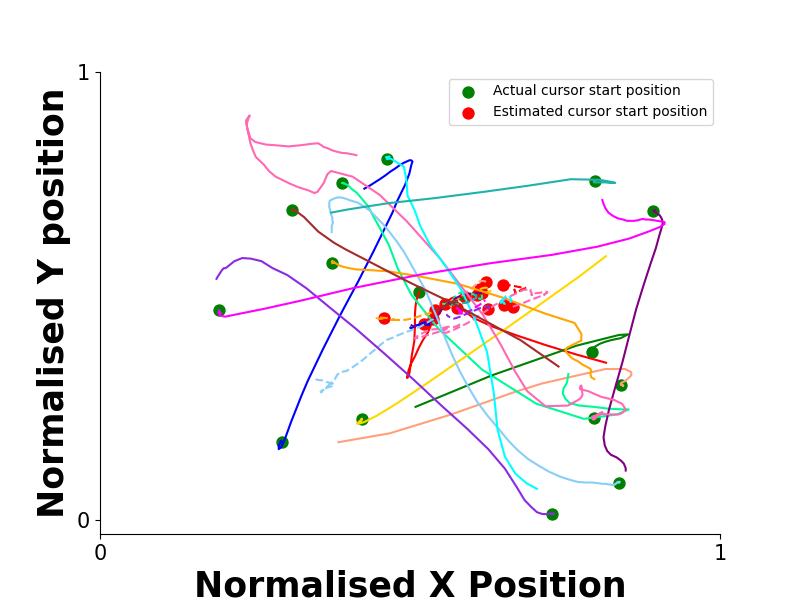 Actual cursor start position
Estimated cursor start position
1
Normalised Y position
0
0
1
Normalised X Position